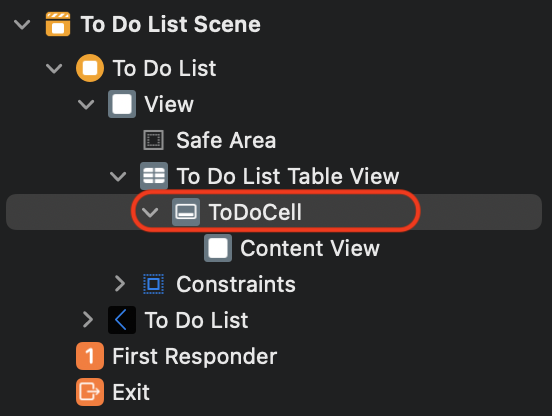 To Do List Scene
To Do List
View
Safe Area
To Do List Table View
ToDoCell
Content View
Constraints
To Do List
1 First Responder
Exit